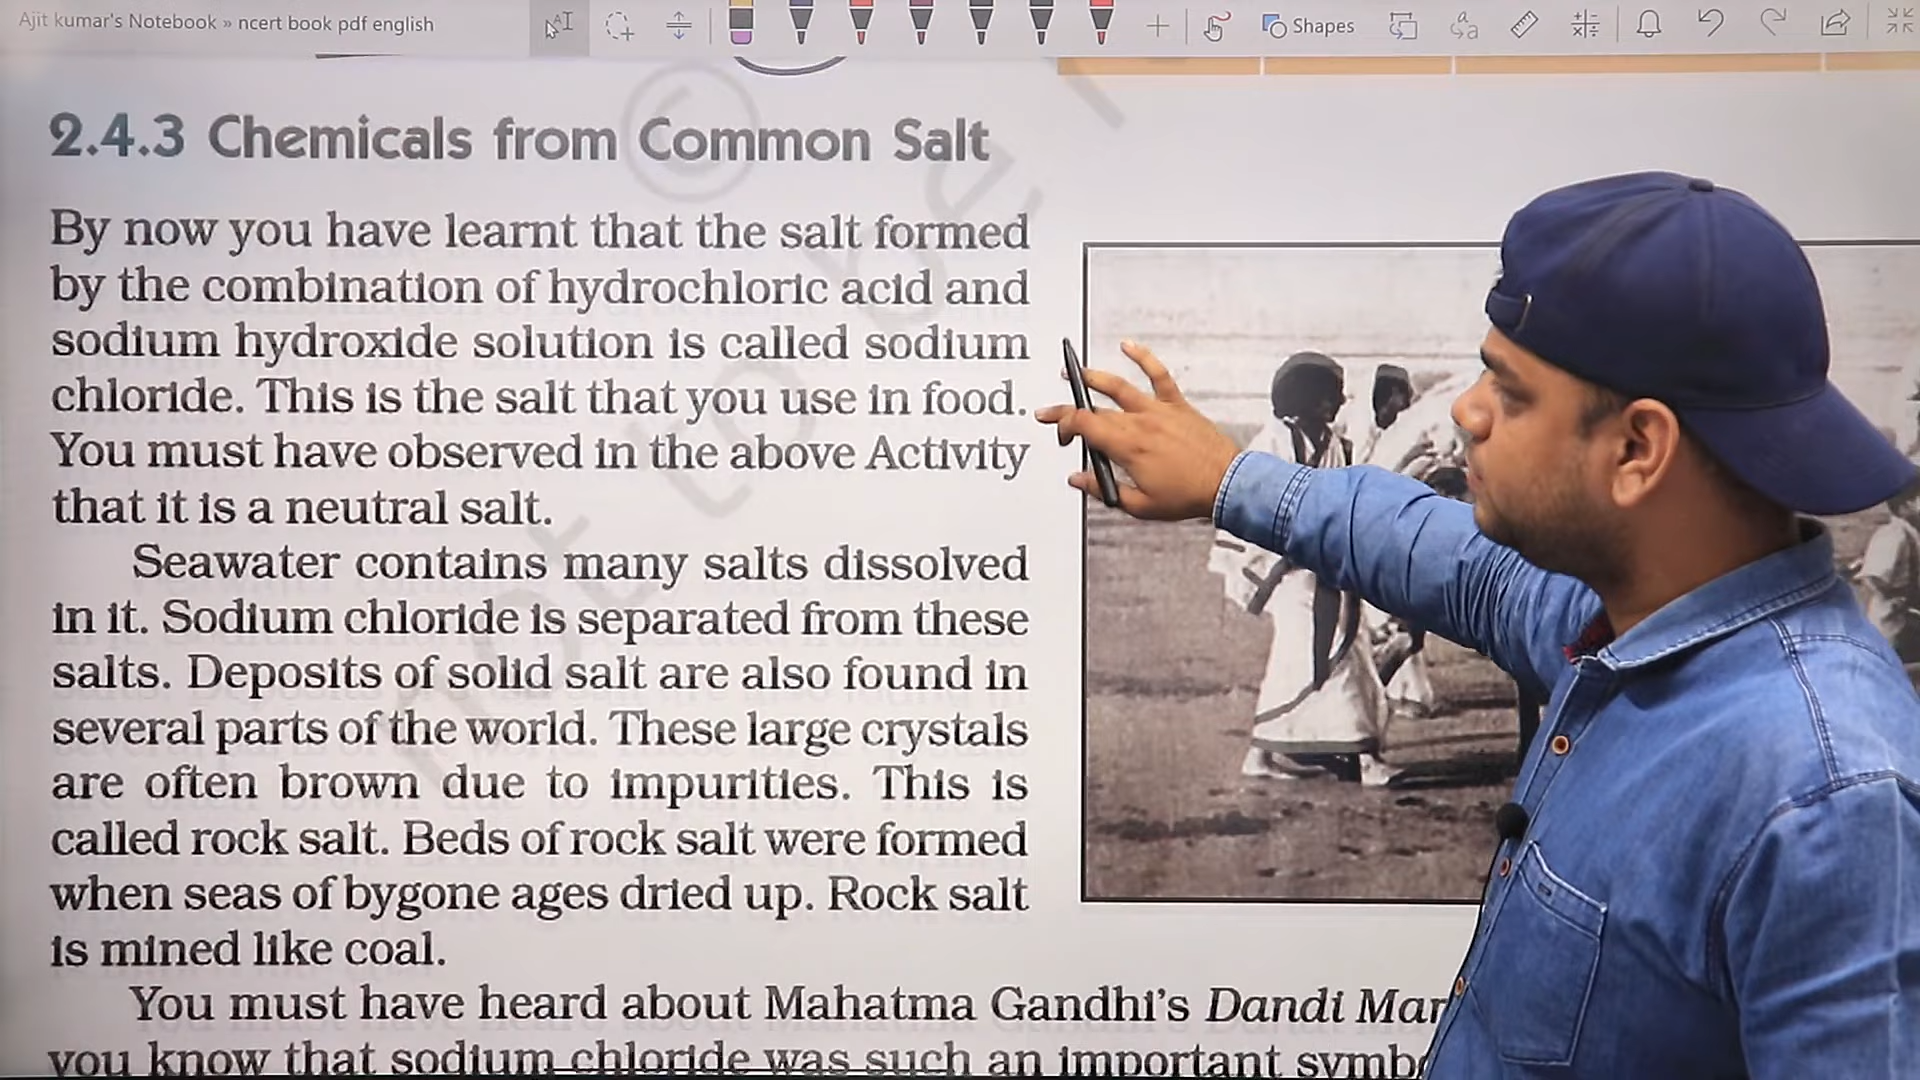 Ajit kumar's Notebook » ncert book pdf english
Shapes
2.4.3 Chemicals from Common Salt
By now you have learnt that the salt formed
by the combination of hydrochloric acid and
sodium hydroxide solution is called sodium
chloride. This is the salt that you use in food.
You must have observed in the above Activity
that it is a neutral salt.
Seawater contains many salts dissolved
in it. Sodium chloride is separated from these
salts. Deposits of solid salt are also found in
several parts of the world. These large crystals
are often brown due to impurities. This is
called rock salt. Beds of rock salt were formed
when seas of bygone ages dried up. Rock salt
is mined like coal.
You must have heard about Mahatma Gandhi's Dandi Mar
you know that sodium chloride was such an important symb
© not to be r